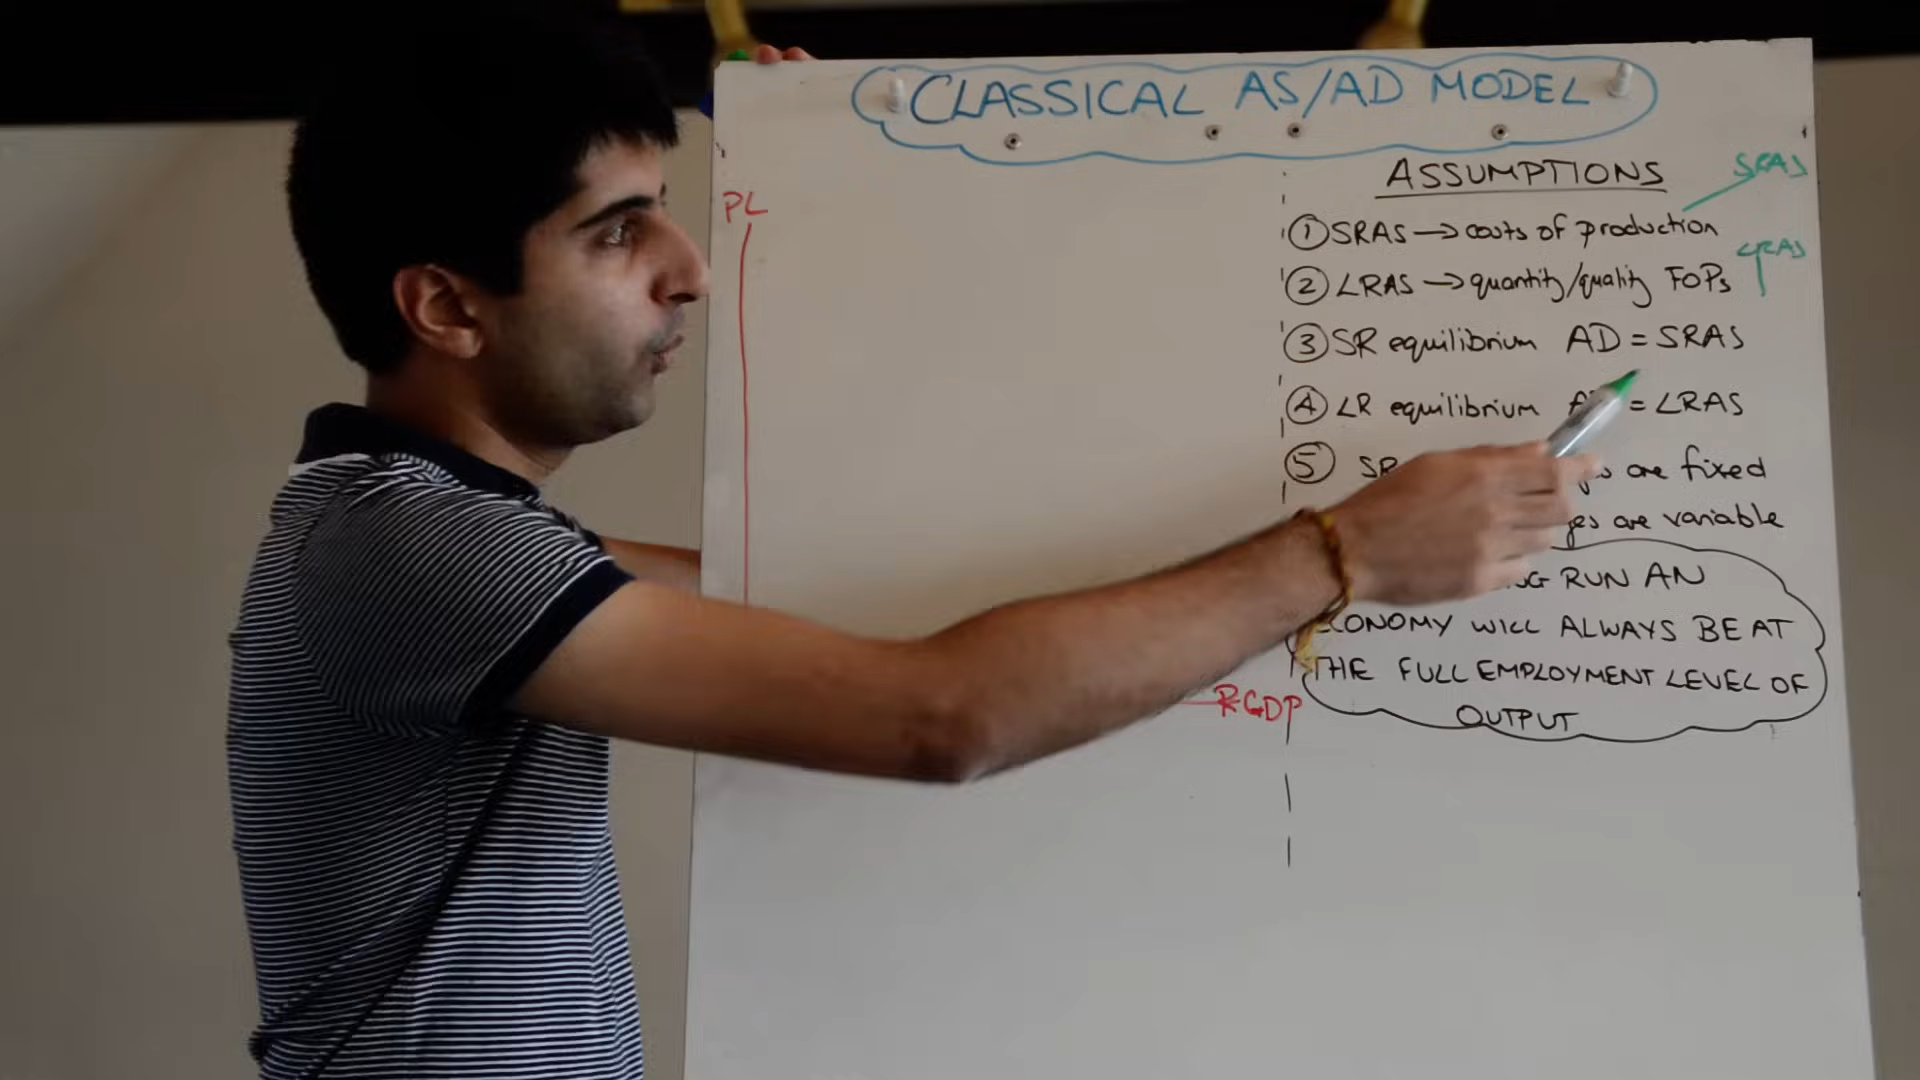 CLASSICAL AS/AD MODEL
ASSUMPTIONS
SRAS
PL
① SRAS → costs of production
LRAS
② LRAS → quantity/quality FOPs
③ SR equilibrium AD = SRAS
④ LR equilibrium = LRAS
⑤ SR are fixed
are variable
RUN AN
ECONOMY WILL ALWAYS BE AT
THE FULL EMPLOYMENT LEVEL OF
RGDP
OUTPUT